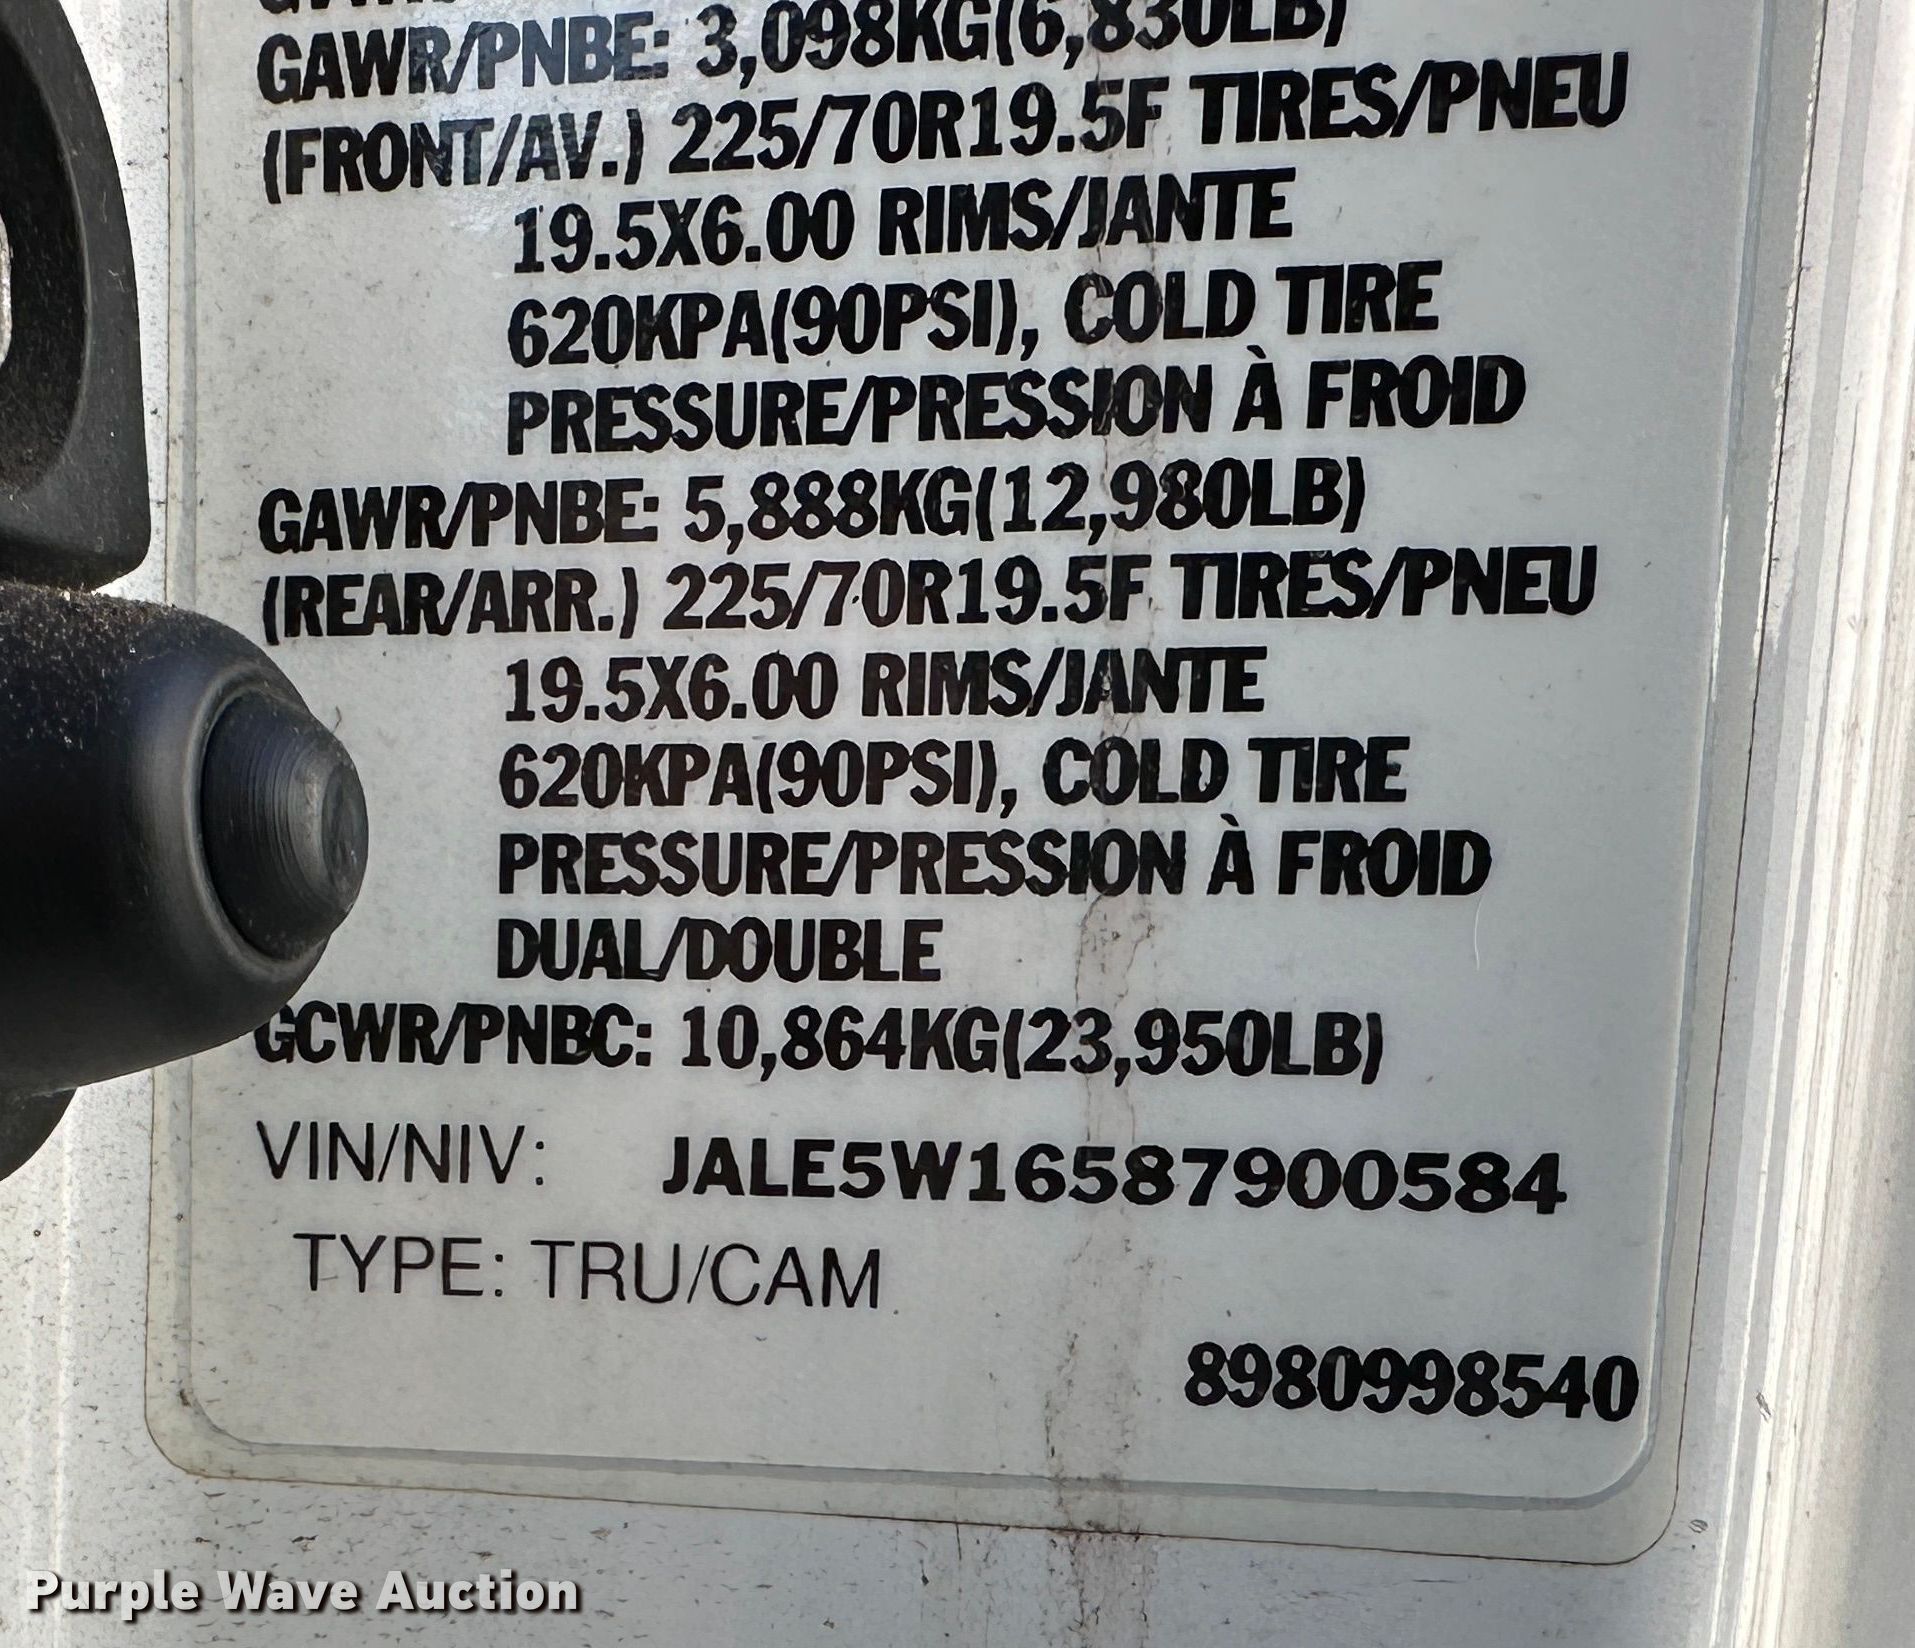 GAWR/PNBE: 3,098KG(6,830LB)
(FRONT/AV.) 225/70R19.5F TIRES/PNEU
19.5X6.00 RIMS/JANTE
620KPA(90PSI), COLD TIRE
PRESSURE/PRESSION À FROID
GAWR/PNBE: 5,888KG(12,980LB)
(REAR/ARR.) 225/70R19.5F TIRES/PNEU
19.5X6.00 RIMS/JANTE
620KPA(90PSI), COLD TIRE
PRESSURE/PRESSION À FROID
DUAL/DOUBLE
GCWR/PNBC: 10,864KG(23,950LB)
VIN/NIV: JALE5W16587900584
TYPE: TRU/CAM
8980998540
Purple Wave Auction